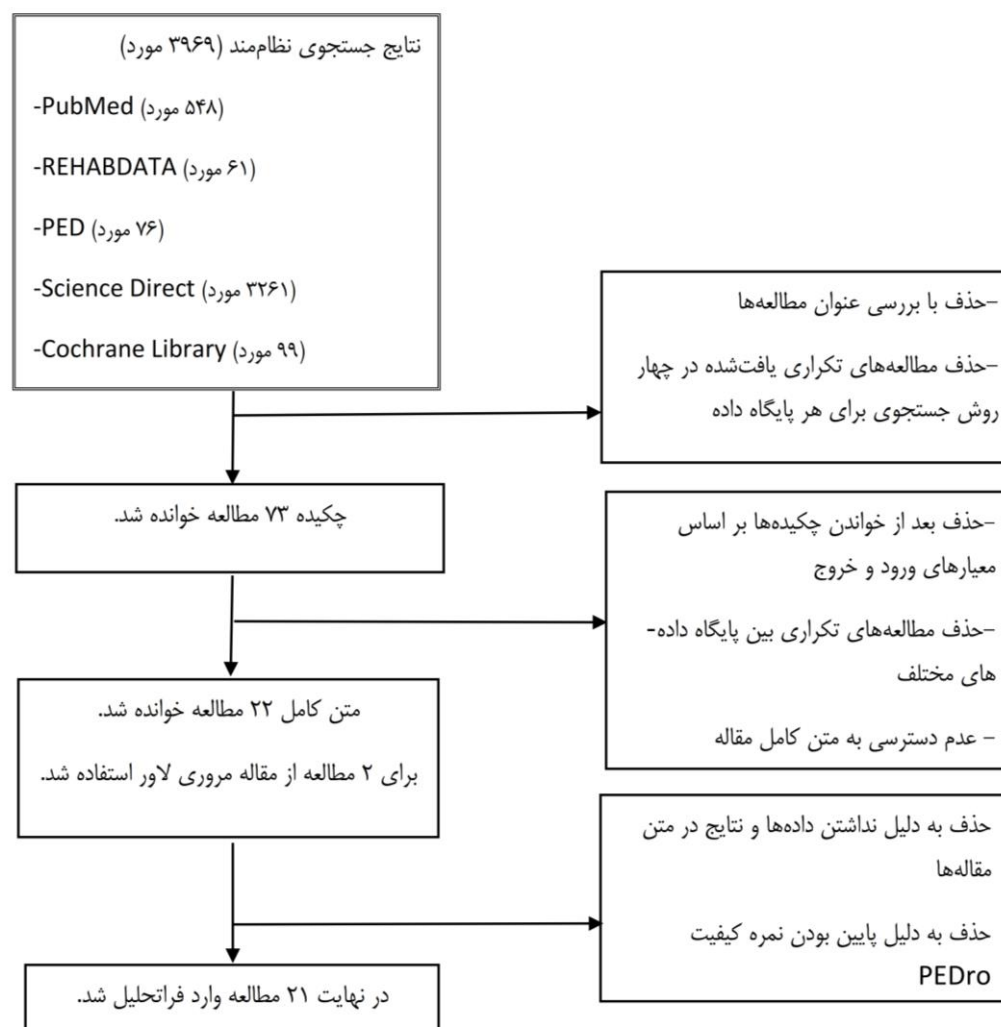 نتایج جستجوی نظام‌مند (۳۹۶۹ مورد)
-PubMed (۵۴۸ مورد)
-REHABDATA (۶۱ مورد)
-PED (۷۶ مورد)
-Science Direct (۳۲۶۱ مورد)
-Cochrane Library (۹۹ مورد)
-حذف با بررسی عنوان مطالعه‌ها
-حذف مطالعه‌های تکراری یافت‌شده در چهار
روش جستجوی برای هر پایگاه داده
چکیده ۷۳ مطالعه خوانده شد.
-حذف بعد از خواندن چکیده‌ها بر اساس
معیارهای ورود و خروج
-حذف مطالعه‌های تکراری بین پایگاه داده-
های مختلف
- عدم دسترسی به متن کامل مقاله
متن کامل ۲۲ مطالعه خوانده شد.
برای ۲ مطالعه از مقاله مروری لاور استفاده شد.
حذف به دلیل نداشتن داده‌ها و نتایج در متن
مقاله‌ها
حذف به دلیل پایین بودن نمره کیفیت
PEDro
در نهایت ۲۱ مطالعه وارد فراتحلیل شد.